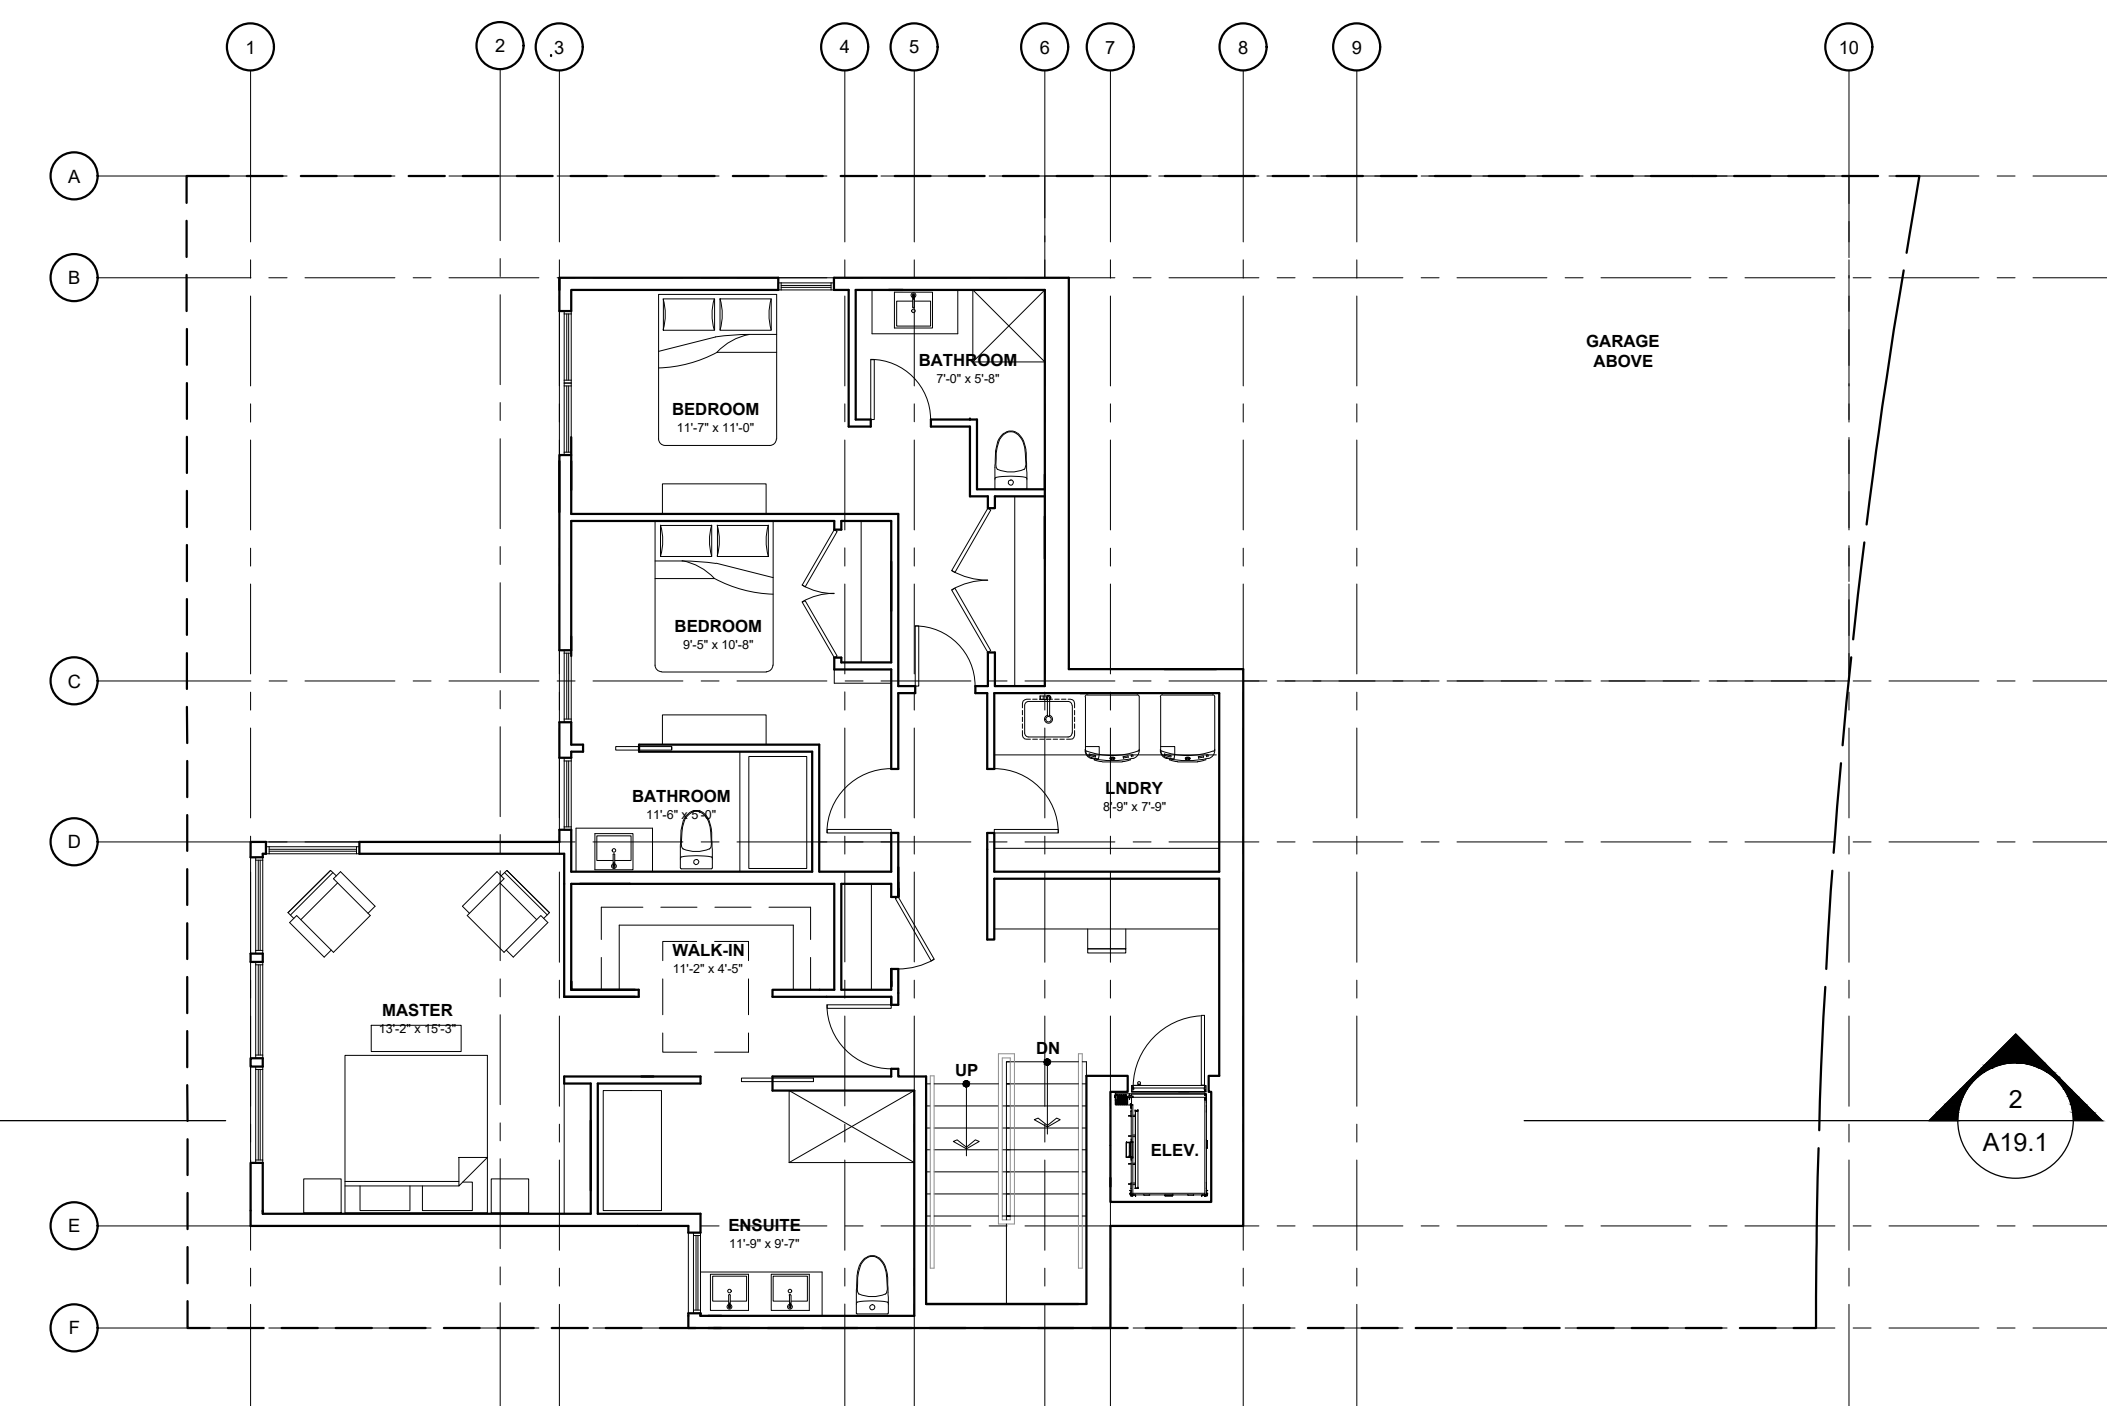 1
2
3
4
5
6
7
8
9
10
A
B
C
D
E
F
GARAGE
ABOVE
BATHROOM
7'-0" x 5'-8"
BEDROOM
11'-7" x 11'-0"
BEDROOM
9'-5" x 10'-8"
BATHROOM
11'-6" x 5'-0"
LNDRY
8'-9" x 7'-9"
WALK-IN
11'-2" x 4'-5"
MASTER
13'-2" x 15'-3"
UP
DN
ELEV.
ENSUITE
11'-9" x 9'-7"
2
A19.1